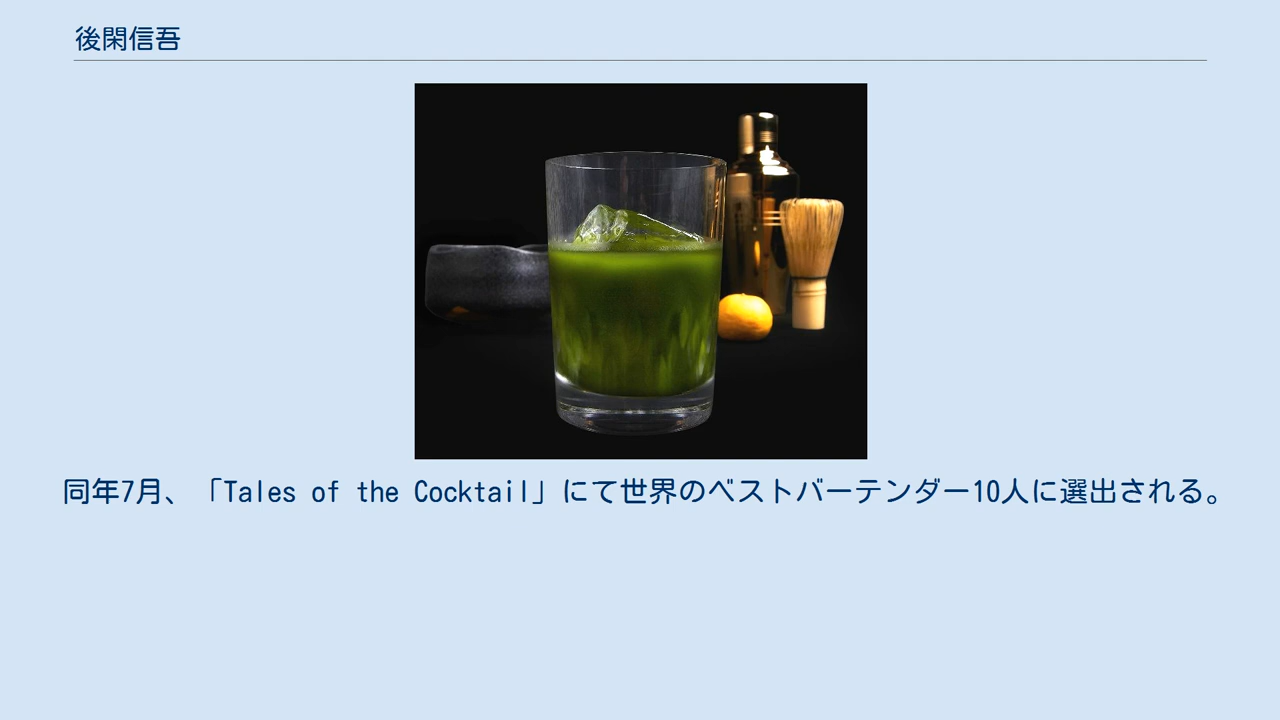 後閑信吾
同年7月、「Tales of the Cocktail」にて世界のベストバーテンダー10人に選出される。